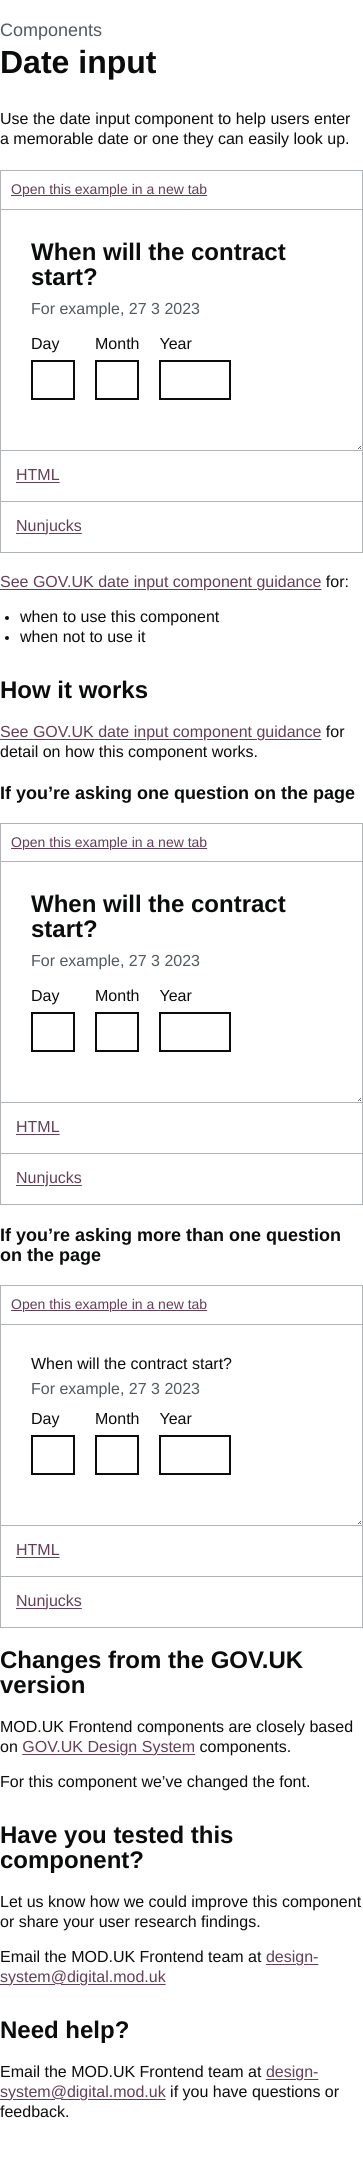 Components
Date input
Use the date input component to help users enter
a memorable date or one they can easily look up.
Open this example in a new tab
When will the contract
start?
For example, 27 3 2023
Day Month Year
HTML
Nunjucks
See GOV.UK date input component guidance for:
• when to use this component
• when not to use it
How it works
See GOV.UK date input component guidance for
detail on how this component works.
If you’re asking one question on the page
Open this example in a new tab
When will the contract
start?
For example, 27 3 2023
Day Month Year
HTML
Nunjucks
If you’re asking more than one question
on the page
Open this example in a new tab
When will the contract start?
For example, 27 3 2023
Day Month Year
HTML
Nunjucks
Changes from the GOV.UK
version
MOD.UK Frontend components are closely based
on GOV.UK Design System components.
For this component we’ve changed the font.
Have you tested this
component?
Let us know how we could improve this component
or share your user research findings.
Email the MOD.UK Frontend team at design-
system@digital.mod.uk
Need help?
Email the MOD.UK Frontend team at design-
system@digital.mod.uk if you have questions or
feedback.